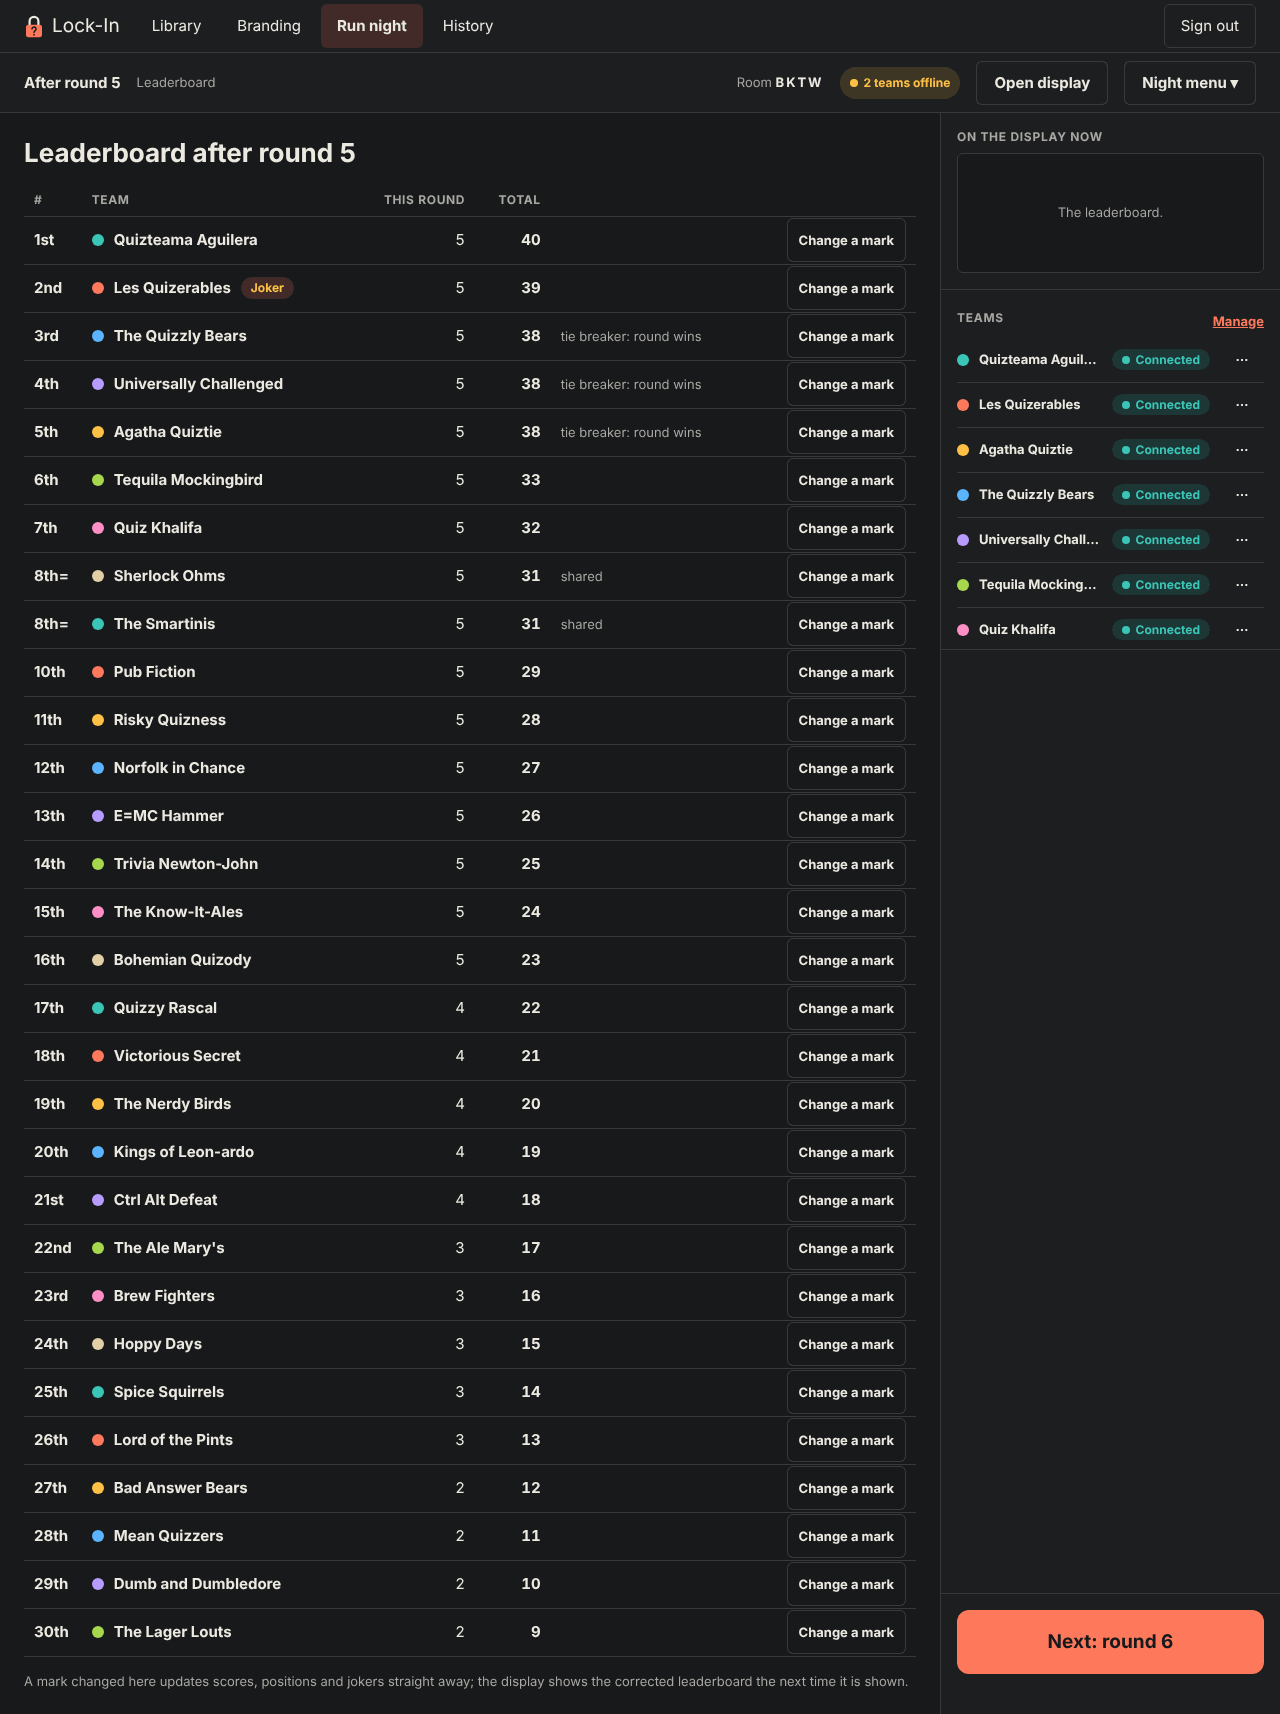 Lock-In Library Branding Run night History Sign out
After round 5 Leaderboard Room BKTW 2 teams offline Open display Night menu ▾
Leaderboard after round 5
# TEAM THIS ROUND TOTAL
1st Quizteama Aguilera 5 40 Change a mark
2nd Les Quizerables Joker 5 39 Change a mark
3rd The Quizzly Bears 5 38 tie breaker: round wins Change a mark
4th Universally Challenged 5 38 tie breaker: round wins Change a mark
5th Agatha Quiztie 5 38 tie breaker: round wins Change a mark
6th Tequila Mockingbird 5 33 Change a mark
7th Quiz Khalifa 5 32 Change a mark
8th= Sherlock Ohms 5 31 shared Change a mark
8th= The Smartinis 5 31 shared Change a mark
10th Pub Fiction 5 29 Change a mark
11th Risky Quizness 5 28 Change a mark
12th Norfolk in Chance 5 27 Change a mark
13th E=MC Hammer 5 26 Change a mark
14th Trivia Newton-John 5 25 Change a mark
15th The Know-It-Ales 5 24 Change a mark
16th Bohemian Quizody 5 23 Change a mark
17th Quizzy Rascal 4 22 Change a mark
18th Victorious Secret 4 21 Change a mark
19th The Nerdy Birds 4 20 Change a mark
20th Kings of Leon-ardo 4 19 Change a mark
21st Ctrl Alt Defeat 4 18 Change a mark
22nd The Ale Mary's 3 17 Change a mark
23rd Brew Fighters 3 16 Change a mark
24th Hoppy Days 3 15 Change a mark
25th Spice Squirrels 3 14 Change a mark
26th Lord of the Pints 3 13 Change a mark
27th Bad Answer Bears 2 12 Change a mark
28th Mean Quizzers 2 11 Change a mark
29th Dumb and Dumbledore 2 10 Change a mark
30th The Lager Louts 2 9 Change a mark
A mark changed here updates scores, positions and jokers straight away; the display shows the corrected leaderboard the next time it is shown.
ON THE DISPLAY NOW
The leaderboard.
TEAMS Manage
Quizteama Aguil... Connected ...
Les Quizerables Connected ...
Agatha Quiztie Connected ...
The Quizzly Bears Connected ...
Universally Chall... Connected ...
Tequila Mocking... Connected ...
Quiz Khalifa Connected ...
Next: round 6